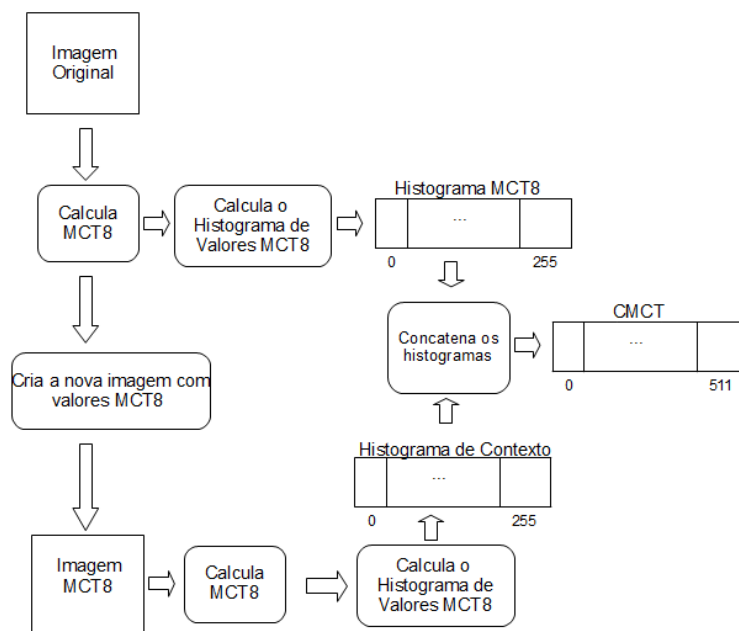 Imagem
Original
Calcula
MCT8
Calcula o
Histograma de
Valores MCT8
Histograma MCT8
...
0 255
Concatena os
histogramas
CMCT
...
0 511
Cria a nova imagem com
valores MCT8
Histograma de Contexto
...
0 255
Imagem
MCT8
Calcula
MCT8
Calcula o
Histograma de
Valores MCT8